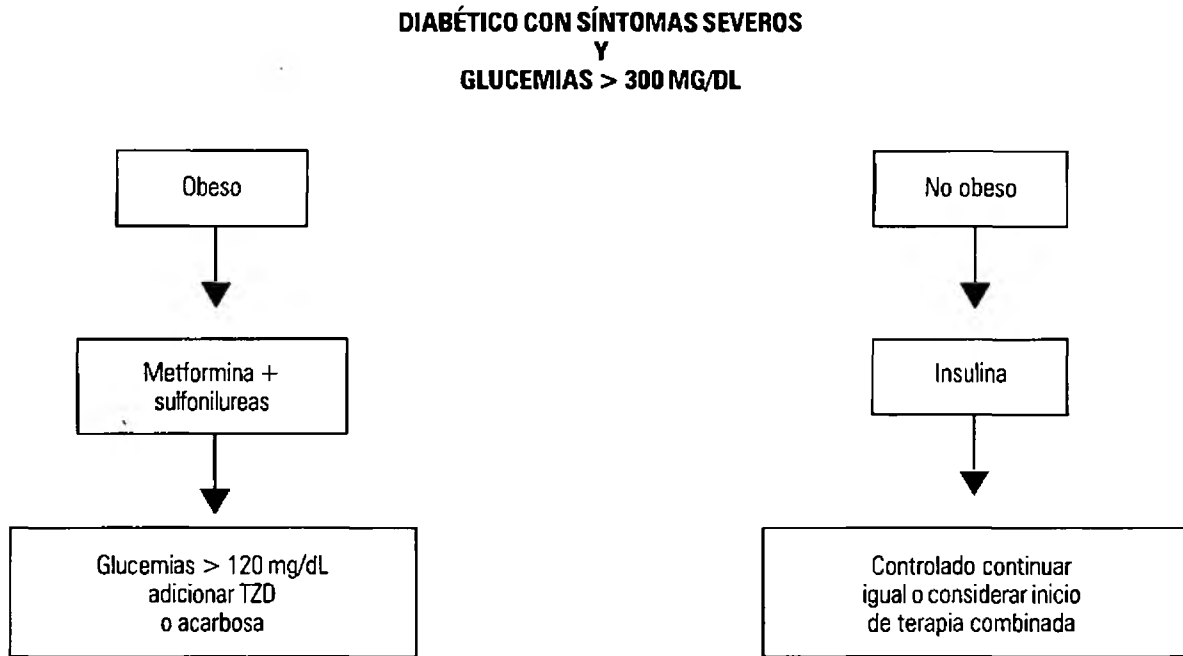 DIABÉTICO CON SÍNTOMAS SEVEROS
Y
GLUCEMIAS > 300 MG/DL
Obeso
No obeso
Metformina +
sulfonilureas
Insulina
Glucemias > 120 mg/dL
adicionar TZD
o acarbosa
Controlado continuar
igual o considerar inicio
de terapia combinada